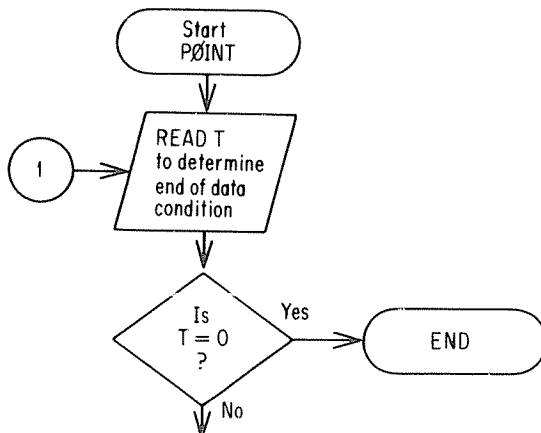 Start
PØINT
READ T
to determine
end of data
condition
1
Is
T = 0
?
Yes
END
No